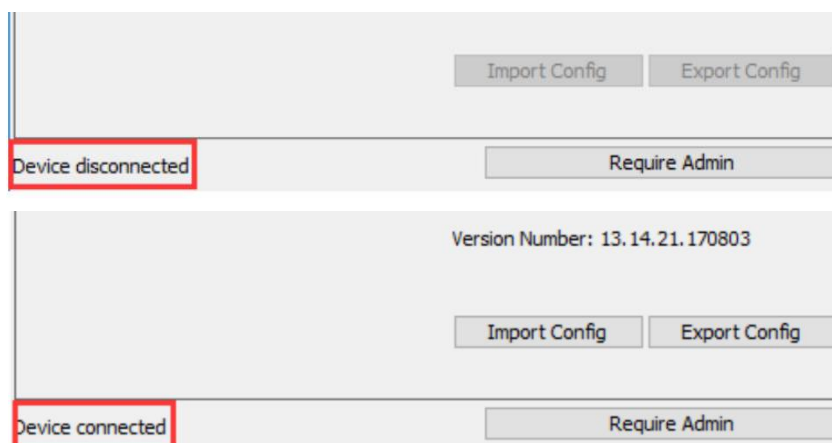 Import Config Export Config
Device disconnected Require Admin
Version Number: 13.14.21.170803
Import Config Export Config
Device connected Require Admin